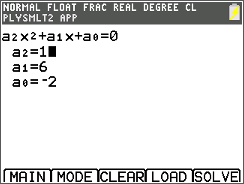 NORMAL FLOAT FRAC REAL DEGREE CL
PLYSMLT2 APP
a₂x²+a₁x+a₀=0
a₂=1
a₁=6
a₀=-2
MAIN MODE CLEAR LOAD SOLVE